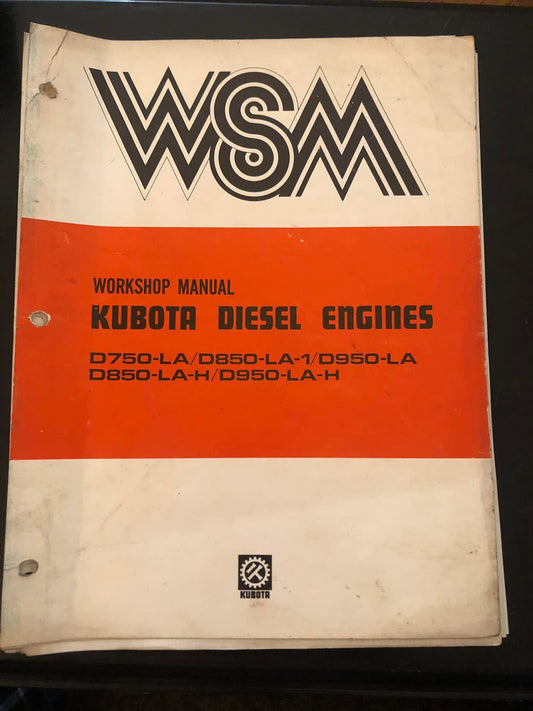 WSM
WORKSHOP MANUAL
KUBOTA DIESEL ENGINES
D750-LA/D850-LA-1/D950-LA
D850-LA-H/D950-LA-H
KUBOTA